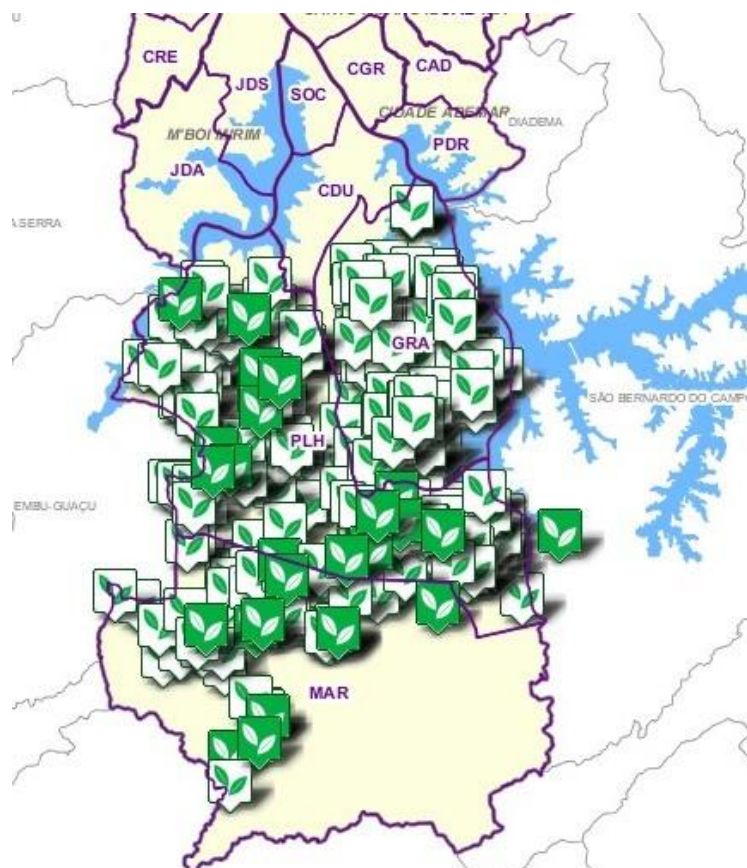 CRE
JDS
SOC
CGR
CAD
CIDADE ADEMAR
DIADEMA
M'BOI MIRIM
PDR
JDA
CDU
GRA
SÃO BERNARDO DO CAMPO
PLH
EMBU-GUAÇU
MAR